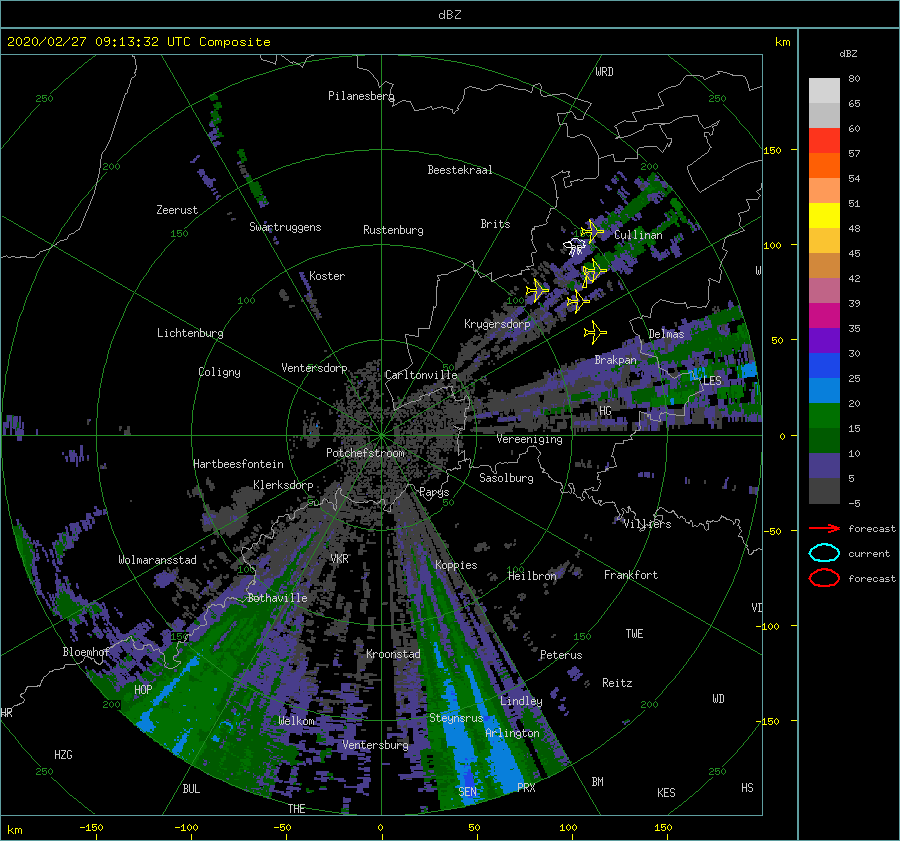 dBZ
2020/02/27 09:13:32 UTC Composite
km
dBZ
WRD
250
Pilanesberg
250
80
65
60
57
54
51
48
45
42
39
35
30
25
20
15
10
5
-5
150
200
Beestekraal
200
Zeerust
Swartruggens
150
Rustenburg
Brits
Cullinan
100
W
Koster
100
100
Krugersdorp
Lichtenburg
Delmas
50
Coligny
Ventersdorp
Carltonville
50
Brakpan
LES
HG
Vereeniging
0
Potchefstroom
Hartbeesfontein
Klerksdorp
Parys
Sasolburg
50
50
Villiers
-50
forecast
current
forecast
Wolmaransstad
VKR
Koppies
100
100
Heilbron
Frankfort
Bothaville
VD
-100
150
150
TWE
Bloemhof
Kroonstad
Peterus
HOP
Reitz
200
Lindley
200
WD
HR
Welkom
Steynsrus
-150
Arlington
Ventersburg
HZG
250
250
BUL
SEN
PRX
BM
KES
HS
THE
km
-150
-100
-50
0
50
100
150